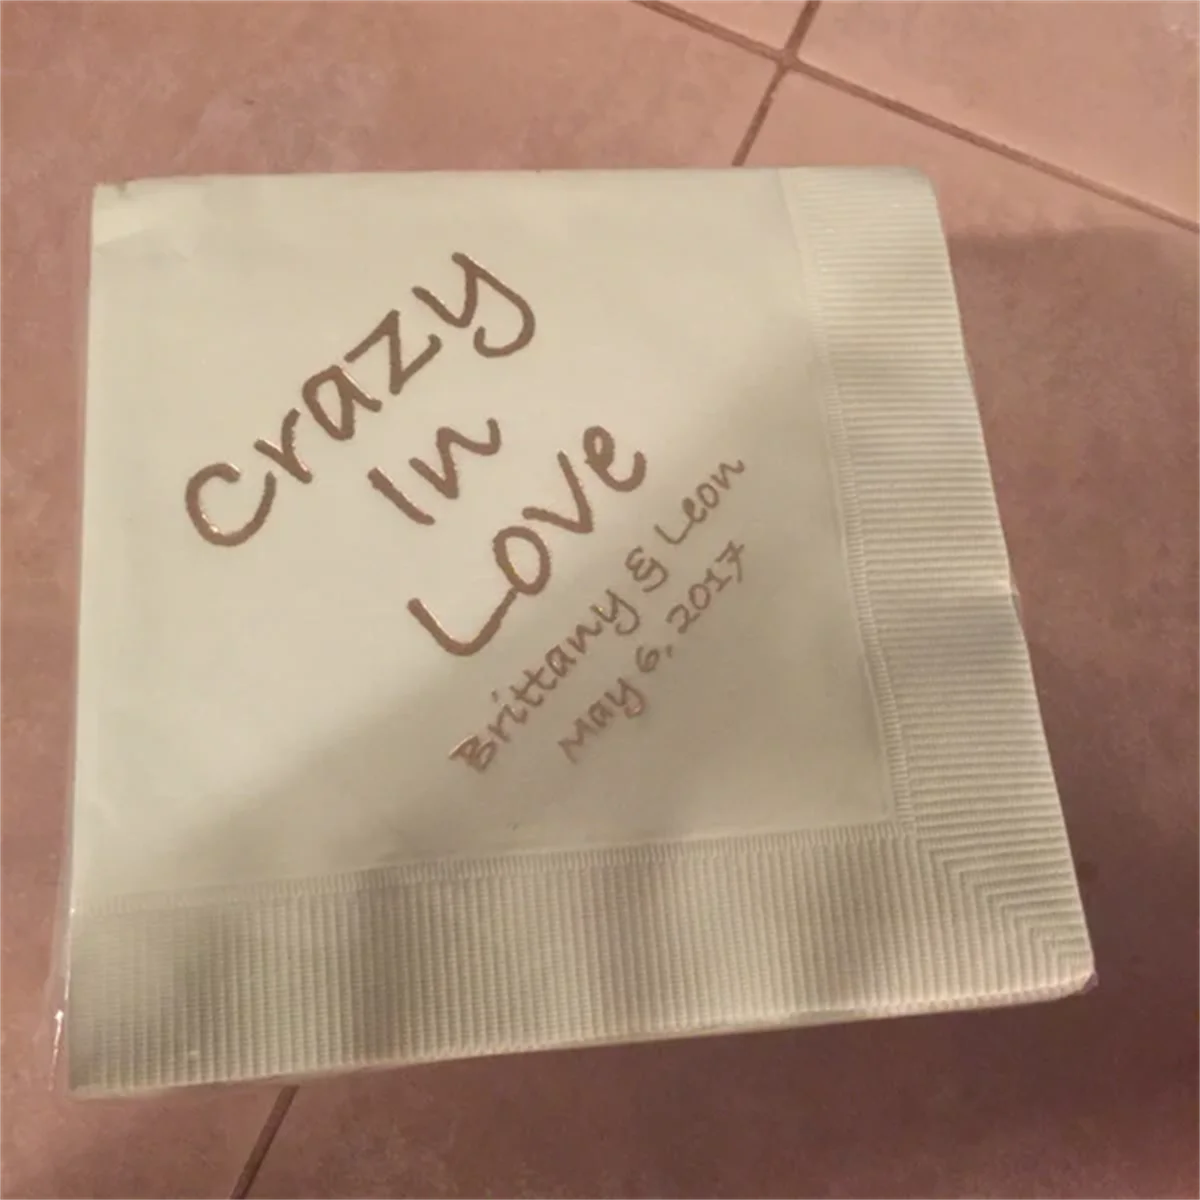 Crazy
In
Love
Brittany & Leon
May 6, 2017